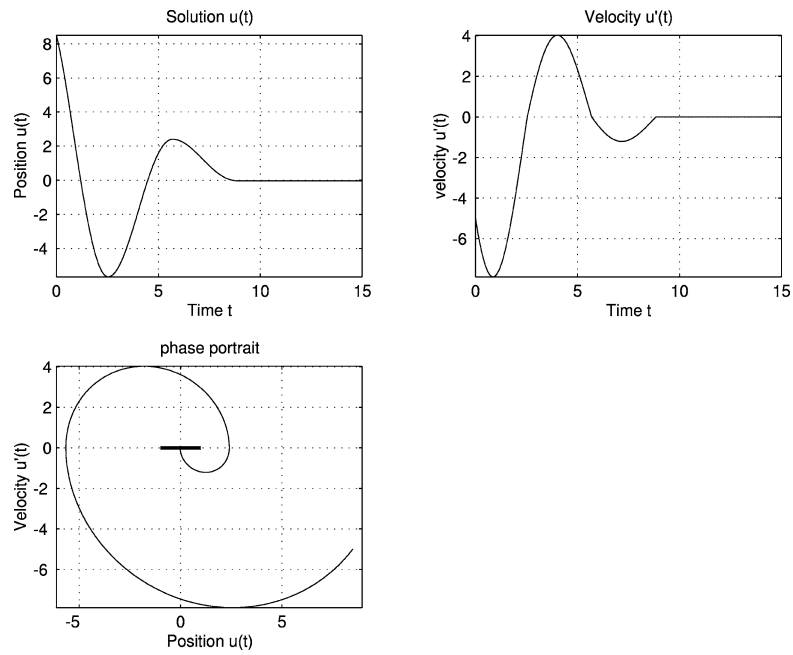 Solution u(t)
8
6
4
2
0
-2
-4
0 5 10 15
Position u(t)
Time t
Velocity u'(t)
4
2
0
-2
-4
-6
0 5 10 15
velocity u'(t)
Time t
phase portrait
4
2
0
-2
-4
-6
-5 0 5
Velocity u'(t)
Position u(t)